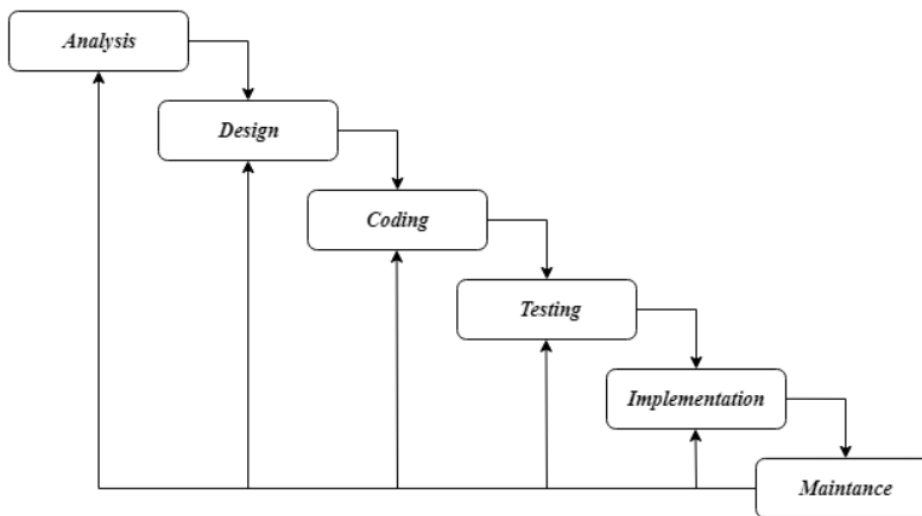 Analysis
Design
Coding
Testing
Implementation
Maintance